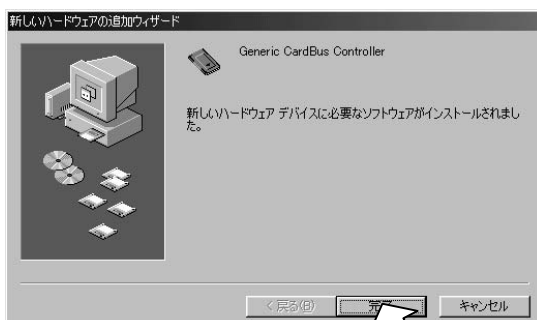 新しいハードウェアの追加ウィザード
Generic CardBus Controller
新しいハードウェア デバイスに必要なソフトウェアがインストールされまし
た。
< 戻る(B)
キャンセル